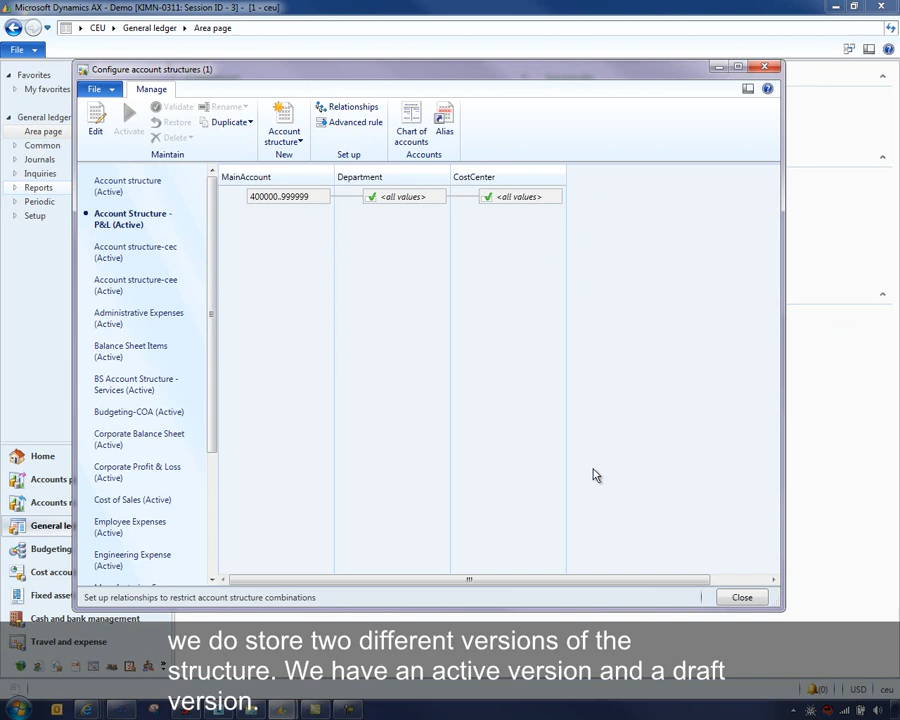 Microsoft Dynamics AX - Demo [KIMN-0311: Session ID - 3] - [1 - ceu]
CEU
General ledger
Area page
File
Favorites
My favorites
General ledger
Area page
Common
Journals
Inquiries
Reports
Periodic
Setup
Home
Accounts
Accounts
General led
Budgeting
Cost accou
Fixed asset
Cash and bank management
Travel and expense
Configure account structures (1)
File
Manage
Edit
Activate
Validate
Restore
Delete
Rename
Duplicate
Maintain
Account
structure
New
Relationships
Advanced rule
Set up
Chart of
accounts
Alias
Accounts
Account structure
(Active)
Account Structure -
P&L (Active)
Account structure-cec
(Active)
Account structure-cee
(Active)
Administrative Expenses
(Active)
Balance Sheet Items
(Active)
BS Account Structure -
Services (Active)
Budgeting-COA (Active)
Corporate Balance Sheet
(Active)
Corporate Profit & Loss
(Active)
Cost of Sales (Active)
Employee Expenses
(Active)
Engineering Expense
(Active)
MainAccount
Department
CostCenter
400000..999999
<all values>
<all values>
Set up relationships to restrict account structure combinations
Close
we do store two different versions of the
structure. We have an active version and a draft
version.
(0)
USD
ceu